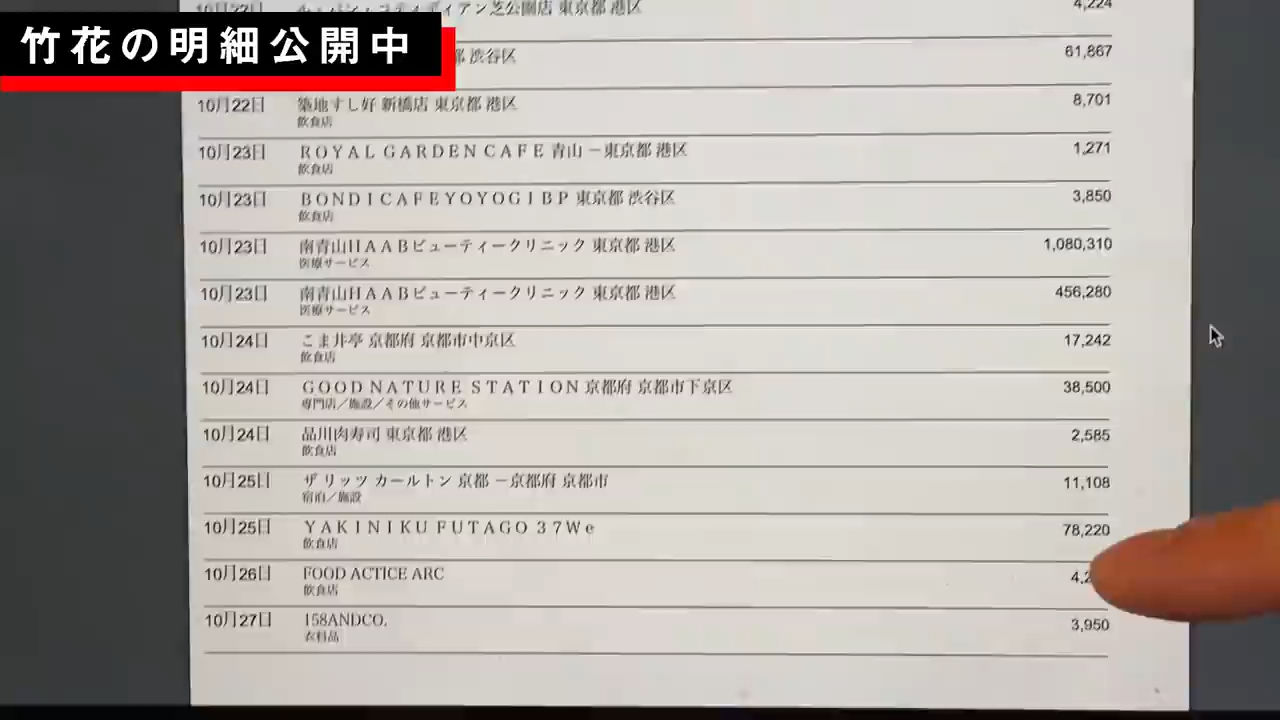 竹花の明細公開中
芝公園店 東京都 港区 4,224
渋谷区 61,867
10月22日 築地すし好 新橋店 東京都 港区 8,701
飲食店
10月23日 ROYAL GARDEN CAFE 青山 －東京都 港区 1,271
飲食店
10月23日 BONDICAFEYOYOGIBP 東京都 渋谷区 3,850
飲食店
10月23日 南青山HAABビューティークリニック 東京都 港区 1,080,310
医療サービス
10月23日 南青山HAABビューティークリニック 東京都 港区 456,280
医療サービス
10月24日 こま井亭 京都府 京都市中京区 17,242
飲食店
10月24日 GOOD NATURE STATION 京都府 京都市下京区 38,500
専門店／施設／その他サービス
10月24日 品川肉寿司 東京都 港区 2,585
飲食店
10月25日 ザ リッツ カールトン 京都 －京都府 京都市 11,108
宿泊／施設
10月25日 YAKINIKU FUTAGO 37We 78,220
飲食店
10月26日 FOOD ACTICE ARC
飲食店
10月27日 158ANDCO. 3,950
衣料品